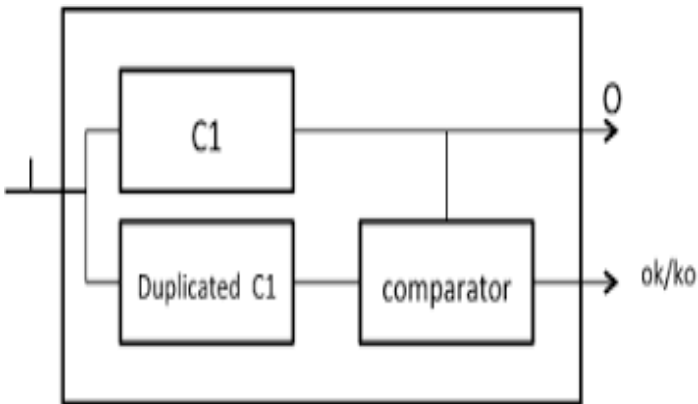 O
C1
I
Duplicated C1
comparator
ok/ko